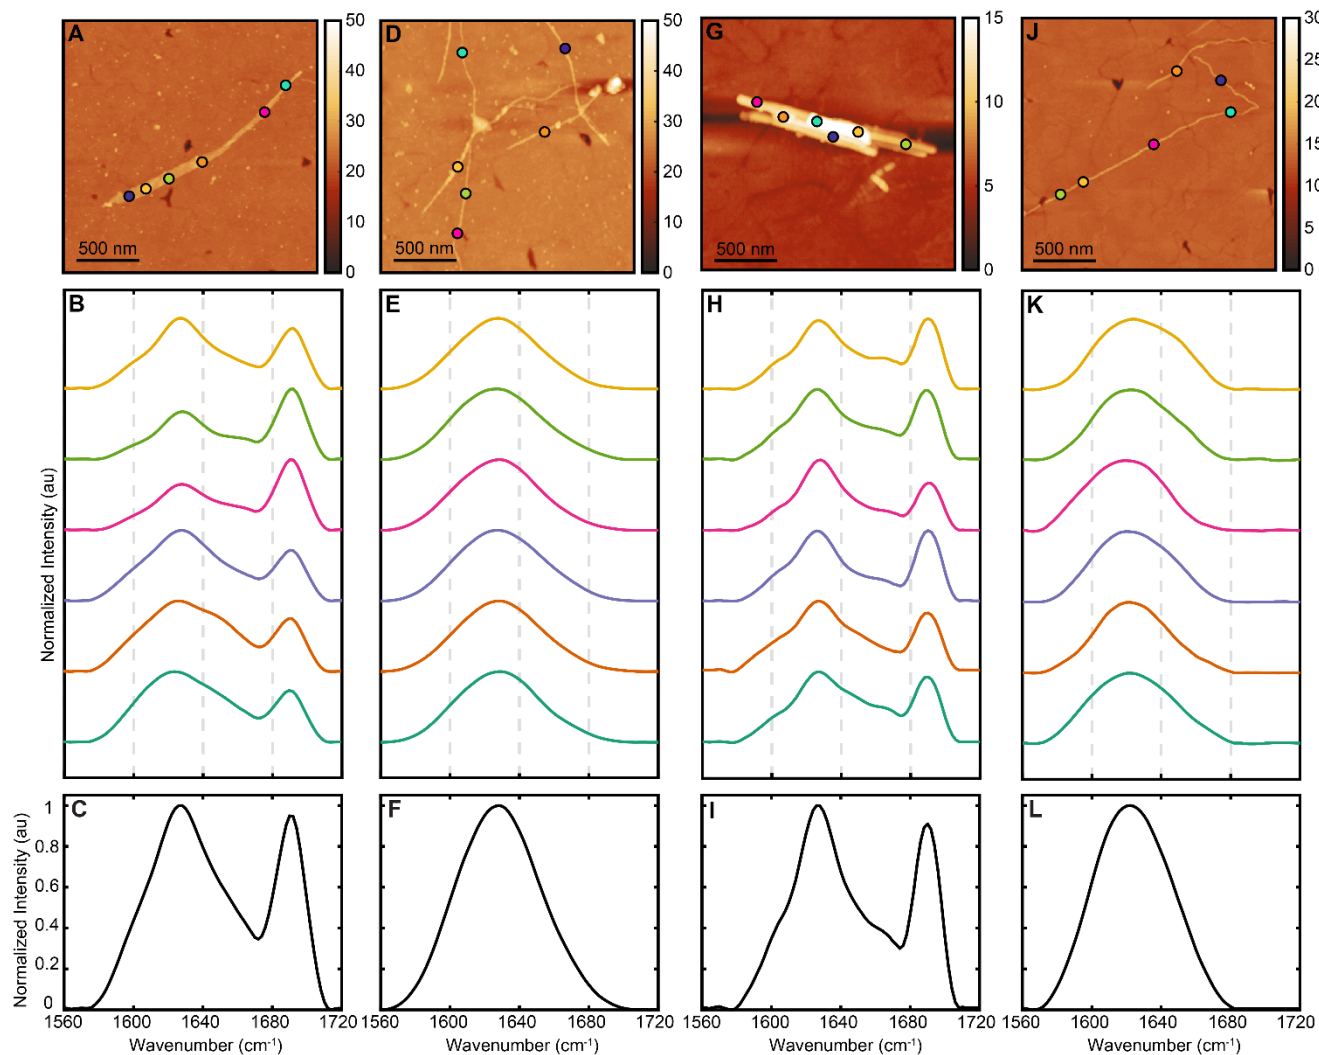 A
500 nm
50
40
30
20
10
0
D
500 nm
50
40
30
20
10
0
G
500 nm
15
10
5
0
J
500 nm
30
25
20
15
10
5
0
Normalized Intensity (au)
B
E
H
K
Normalized Intensity (au)
1
0.8
0.6
0.4
0.2
0
C
F
I
L
1560 1600 1640 1680 1720
1560 1600 1640 1680 1720
1560 1600 1640 1680 1720
1560 1600 1640 1680 1720
Wavenumber (cm⁻¹)
Wavenumber (cm⁻¹)
Wavenumber (cm⁻¹)
Wavenumber (cm⁻¹)